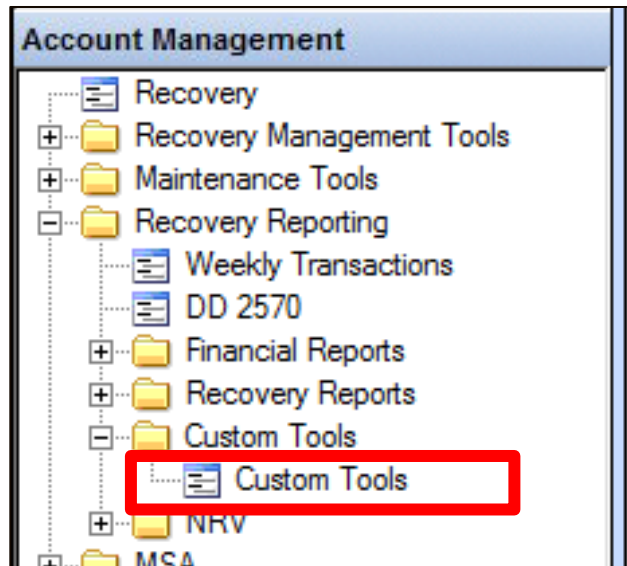 Account Management
Recovery
Recovery Management Tools
Maintenance Tools
Recovery Reporting
Weekly Transactions
DD 2570
Financial Reports
Recovery Reports
Custom Tools
Custom Tools
NRV
MSA